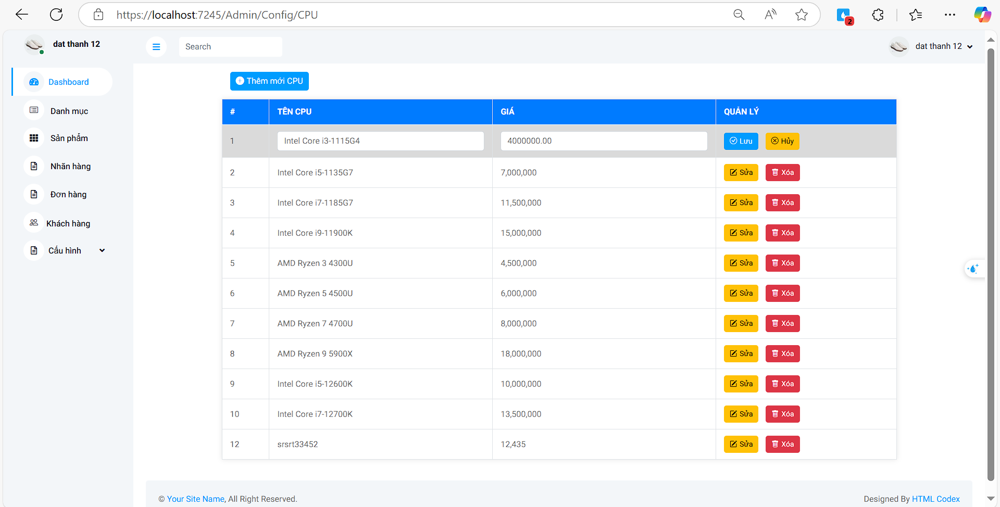 https://localhost:7245/Admin/Config/CPU
2
dat thanh 12
Search
dat thanh 12
Dashboard
Danh mục
Sản phẩm
Nhãn hàng
Đơn hàng
Khách hàng
Cấu hình
Thêm mới CPU
# TÊN CPU GIÁ QUẢN LÝ
1 Intel Core i3-1115G4 4000000.00 Lưu Hủy
2 Intel Core i5-1135G7 7,000,000 Sửa Xóa
3 Intel Core i7-1185G7 11,500,000 Sửa Xóa
4 Intel Core i9-11900K 15,000,000 Sửa Xóa
5 AMD Ryzen 3 4300U 4,500,000 Sửa Xóa
6 AMD Ryzen 5 4500U 6,000,000 Sửa Xóa
7 AMD Ryzen 7 4700U 8,000,000 Sửa Xóa
8 AMD Ryzen 9 5900X 18,000,000 Sửa Xóa
9 Intel Core i5-12600K 10,000,000 Sửa Xóa
10 Intel Core i7-12700K 13,500,000 Sửa Xóa
12 srsrt33452 12,435 Sửa Xóa
© Your Site Name, All Right Reserved.
Designed By HTML Codex